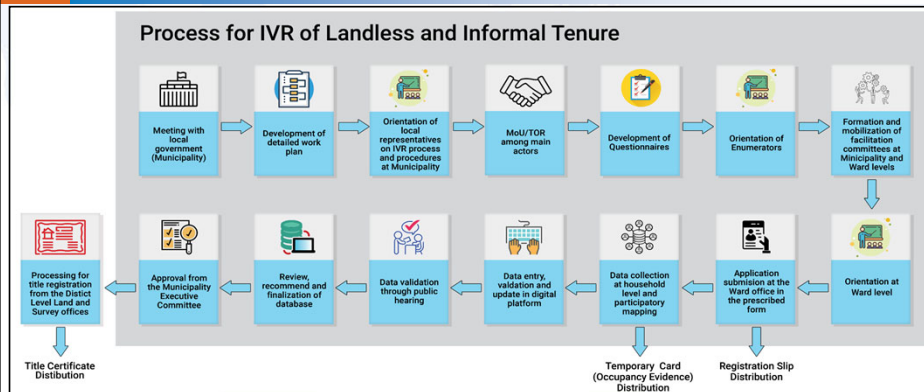 Process for IVR of Landless and Informal Tenure
Meeting with
local
government
(Municipality)
Development of
detailed work
plan
Orientation of
local
representatives
on IVR process
and procedures
at Municipality
MoU/TOR
among main
actors
Development of
Questionnaires
Orientation of
Enumerators
Formation and
mobilization of
facilitation
committees at
Minicipality and
Ward levels
Orientation at
Ward level
Application
submision at the
Ward office in
the prescribed
form
Registration Slip
Distribution
Data collection
at household
level and
participatory
mapping
Temporary Card
(Occupancy Evidence)
Distribution
Data entry,
valdation and
update in digital
platform
Data validation
through public
hearing
Review,
recommend and
finalization of
database
Approval from
the Municipality
Executive
Committee
Processing for
title registration
from the Distict
Level Land and
Survey offices
Title Certificate
Distibution